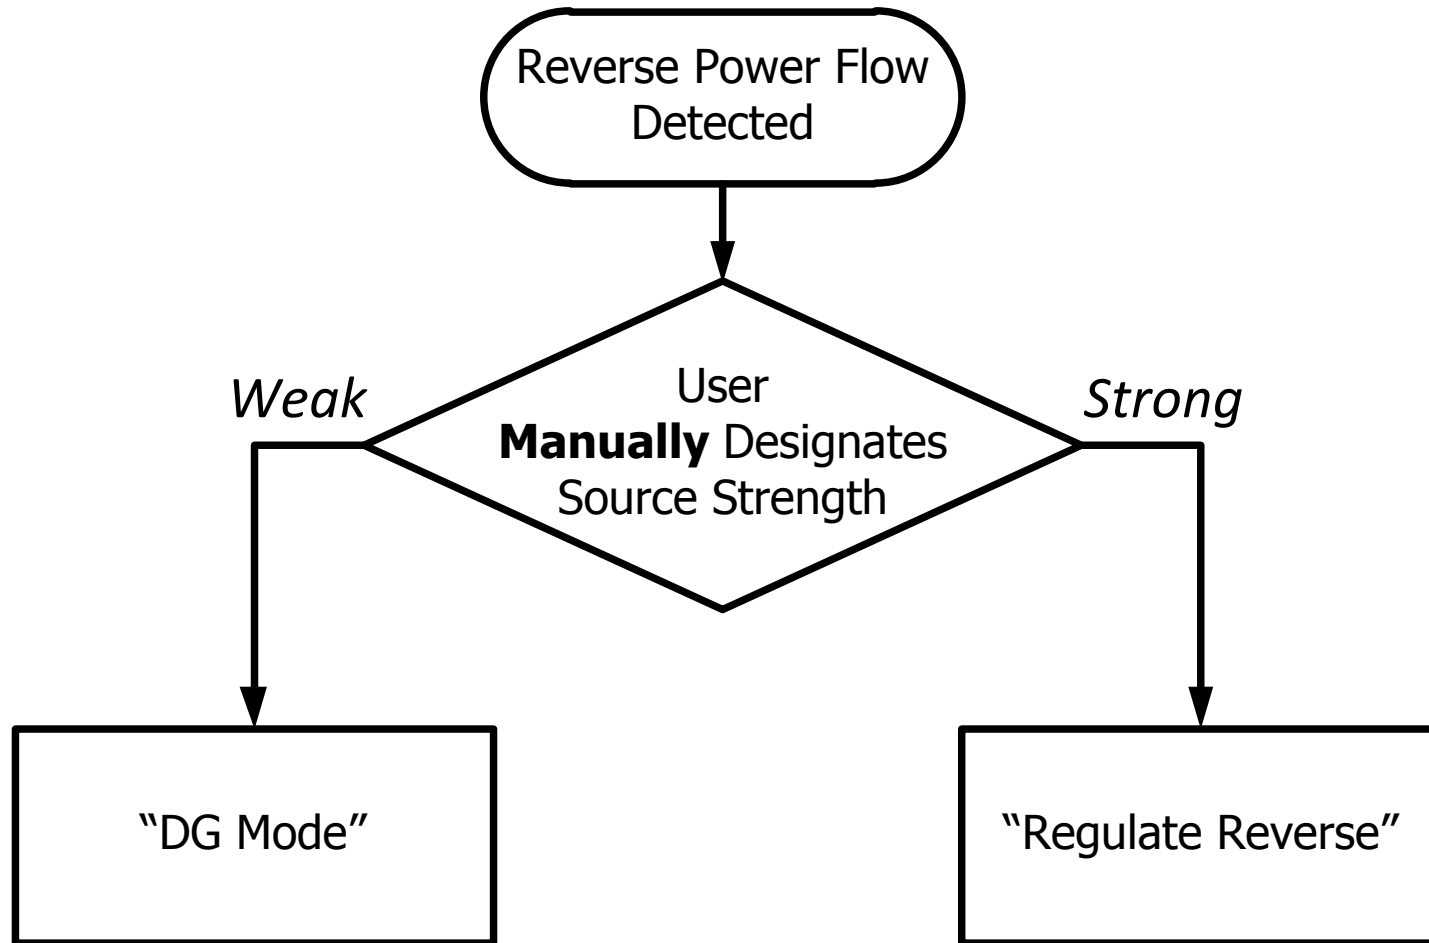 Reverse Power Flow
Detected
Weak
User
Manually Designates
Source Strength
Strong
“DG Mode”
“Regulate Reverse”